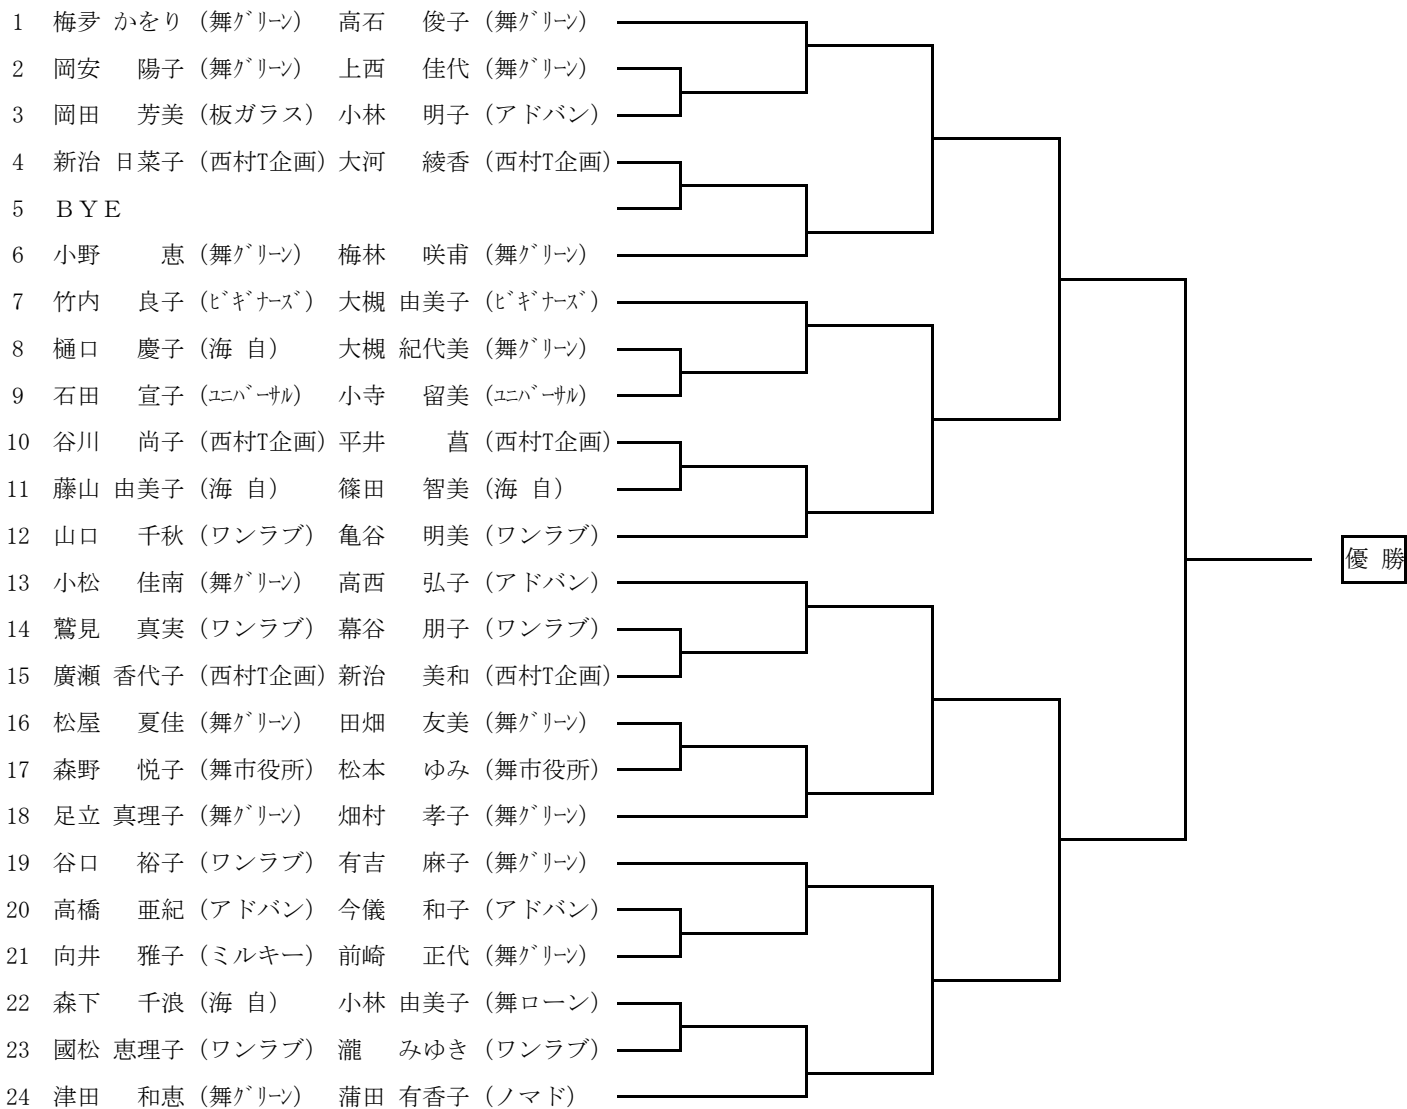 1 梅夛 かをり (舞ｸﾞﾘｰﾝ) 高石 俊子 (舞ｸﾞﾘｰﾝ)
2 岡安 陽子 (舞ｸﾞﾘｰﾝ) 上西 佳代 (舞ｸﾞﾘｰﾝ)
3 岡田 芳美 (板ガラス) 小林 明子 (アドバン)
4 新治 日菜子 (西村T企画) 大河 綾香 (西村T企画)
5 ＢＹＥ
6 小野 恵 (舞ｸﾞﾘｰﾝ) 梅林 咲甫 (舞ｸﾞﾘｰﾝ)
7 竹内 良子 (ﾋﾞｷﾞﾅｰｽﾞ) 大槻 由美子 (ﾋﾞｷﾞﾅｰｽﾞ)
8 樋口 慶子 (海 自) 大槻 紀代美 (舞ｸﾞﾘｰﾝ)
9 石田 宣子 (ﾕﾆﾊﾞｰｻﾙ) 小寺 留美 (ﾕﾆﾊﾞｰｻﾙ)
10 谷川 尚子 (西村T企画) 平井 菖 (西村T企画)
11 藤山 由美子 (海 自) 篠田 智美 (海 自)
12 山口 千秋 (ワンラブ) 亀谷 明美 (ワンラブ)
優 勝
13 小松 佳南 (舞ｸﾞﾘｰﾝ) 高西 弘子 (アドバン)
14 鷲見 真実 (ワンラブ) 幕谷 朋子 (ワンラブ)
15 廣瀬 香代子 (西村T企画) 新治 美和 (西村T企画)
16 松屋 夏佳 (舞ｸﾞﾘｰﾝ) 田畑 友美 (舞ｸﾞﾘｰﾝ)
17 森野 悦子 (舞市役所) 松本 ゆみ (舞市役所)
18 足立 真理子 (舞ｸﾞﾘｰﾝ) 畑村 孝子 (舞ｸﾞﾘｰﾝ)
19 谷口 裕子 (ワンラブ) 有吉 麻子 (舞ｸﾞﾘｰﾝ)
20 高橋 亜紀 (アドバン) 今儀 和子 (アドバン)
21 向井 雅子 (ミルキー) 前崎 正代 (舞ｸﾞﾘｰﾝ)
22 森下 千浪 (海 自) 小林 由美子 (舞ローン)
23 國松 恵理子 (ワンラブ) 瀧 みゆき (ワンラブ)
24 津田 和恵 (舞ｸﾞﾘｰﾝ) 蒲田 有香子 (ノマド)